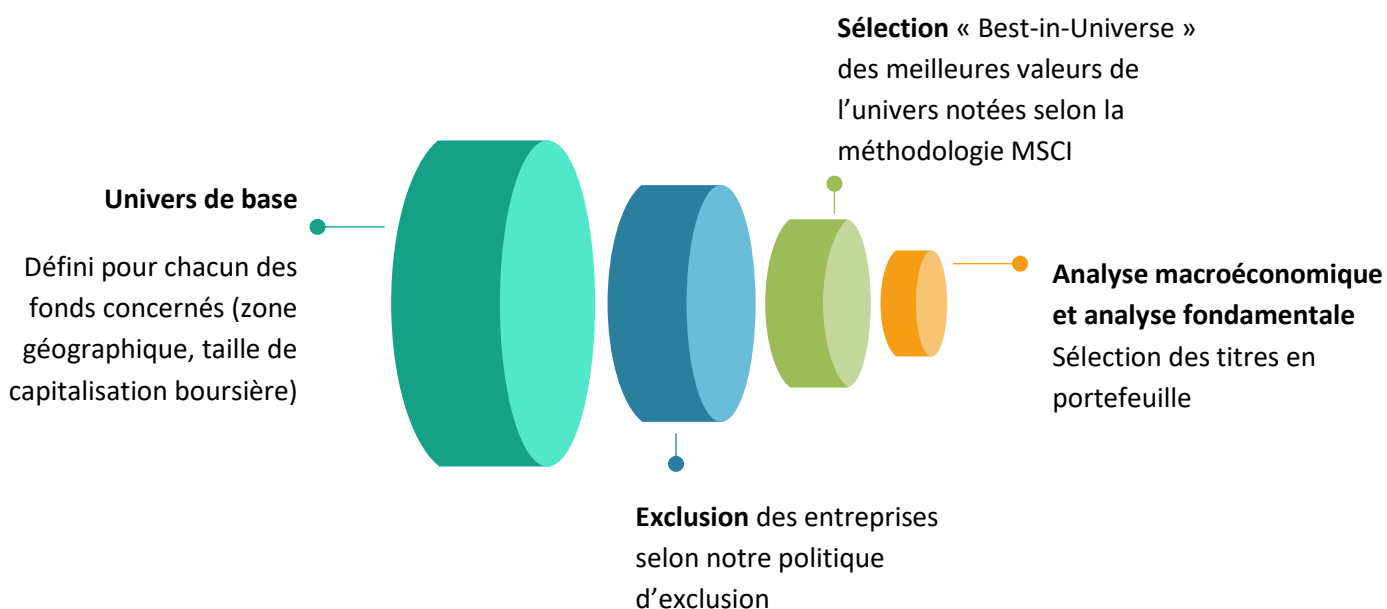 Univers de base
Défini pour chacun des
fonds concernés (zone
géographique, taille de
capitalisation boursière)
Exclusion des entreprises
selon notre politique
d’exclusion
Sélection « Best-in-Universe »
des meilleures valeurs de
l’univers notées selon la
méthodologie MSCI
Analyse macroéconomique
et analyse fondamentale
Sélection des titres en
portefeuille